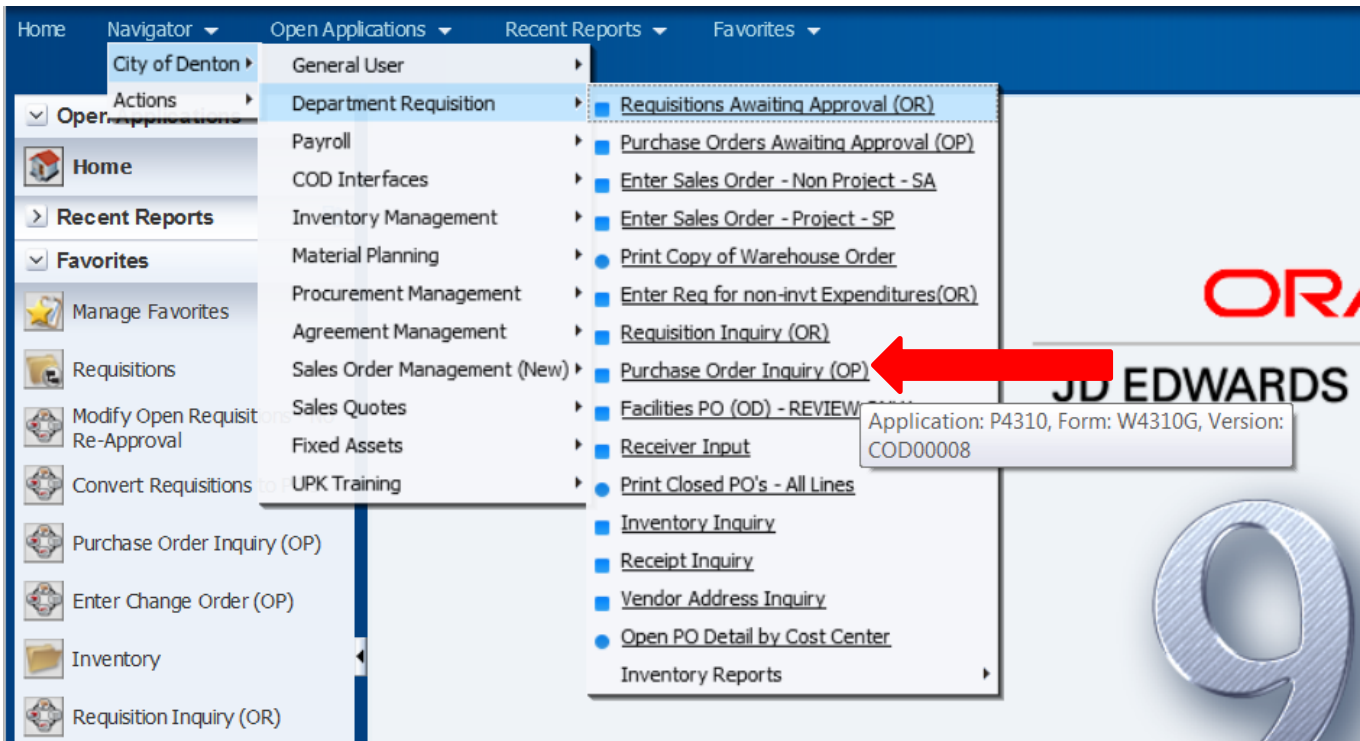 Home Navigator Open Applications Recent Reports Favorites
City of Denton
Actions
General User
Department Requisition
Payroll
COD Interfaces
Inventory Management
Material Planning
Procurement Management
Agreement Management
Sales Order Management (New)
Sales Quotes
Fixed Assets
UPK Training
Requisitions Awaiting Approval (OR)
Purchase Orders Awaiting Approval (OP)
Enter Sales Order - Non Project - SA
Enter Sales Order - Project - SP
Print Copy of Warehouse Order
Enter Req for non-invt Expenditures(OR)
Requisition Inquiry (OR)
Purchase Order Inquiry (OP)
Facilities PO (OD) - REVIEW
Receiver Input
Print Closed PO's - All Lines
Inventory Inquiry
Receipt Inquiry
Vendor Address Inquiry
Open PO Detail by Cost Center
Inventory Reports
Application: P4310, Form: W4310G, Version:
COD00008
Open Applications
Home
Recent Reports
Favorites
Manage Favorites
Requisitions
Modify Open Requisitions - No
Re-Approval
Convert Requisitions to
Purchase Order Inquiry (OP)
Enter Change Order (OP)
Inventory
Requisition Inquiry (OR)
ORA
JD EDWARDS
9